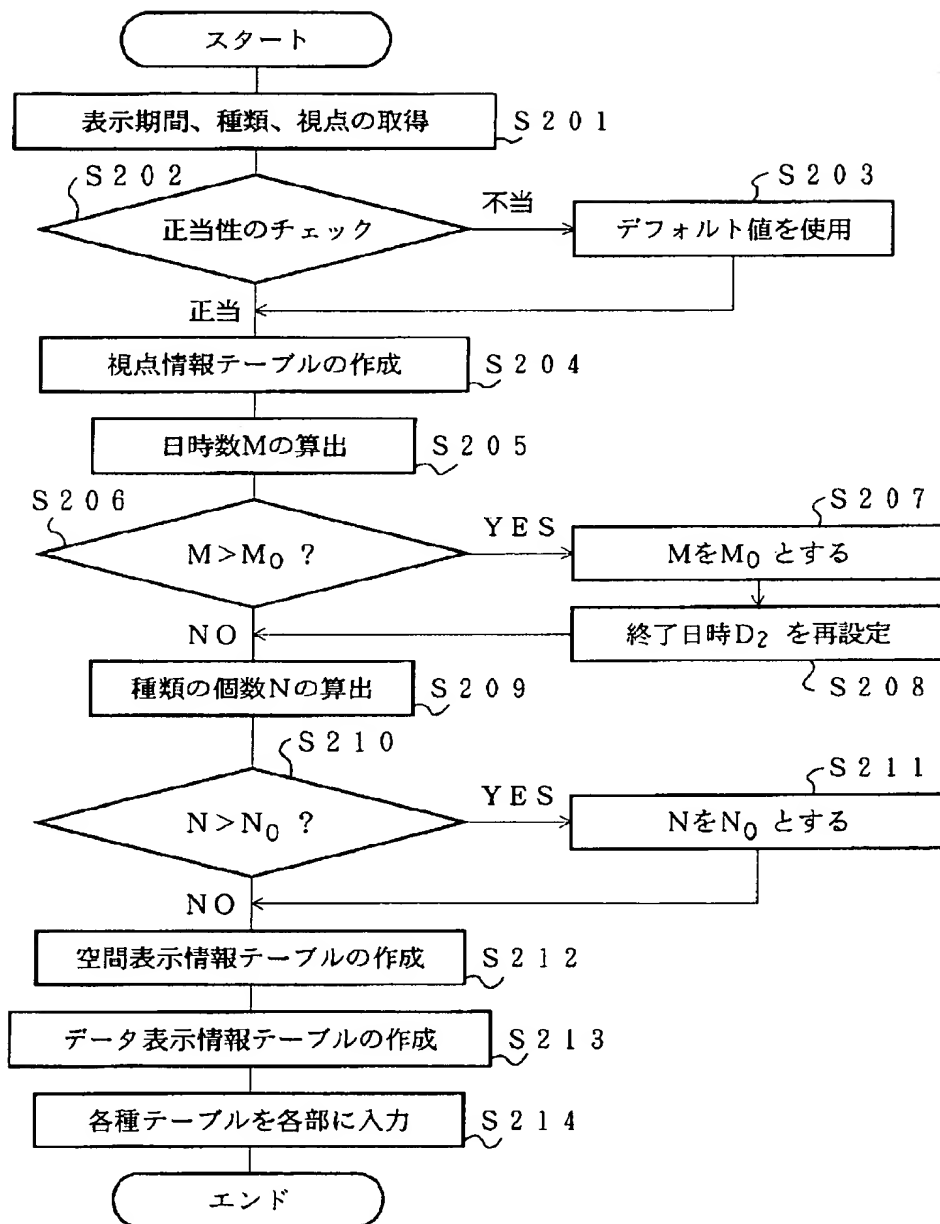 スタート
表示期間、種類、視点の取得
S201
S202
正当性のチェック
不当
S203
デフォルト値を使用
正当
視点情報テーブルの作成
S204
日時数Mの算出
S205
S206
M>M₀ ?
YES
S207
MをM₀ とする
NO
終了日時D₂ を再設定
S208
種類の個数Nの算出
S209
S210
N>N₀ ?
YES
S211
NをN₀ とする
NO
空間表示情報テーブルの作成
S212
データ表示情報テーブルの作成
S213
各種テーブルを各部に入力
S214
エンド